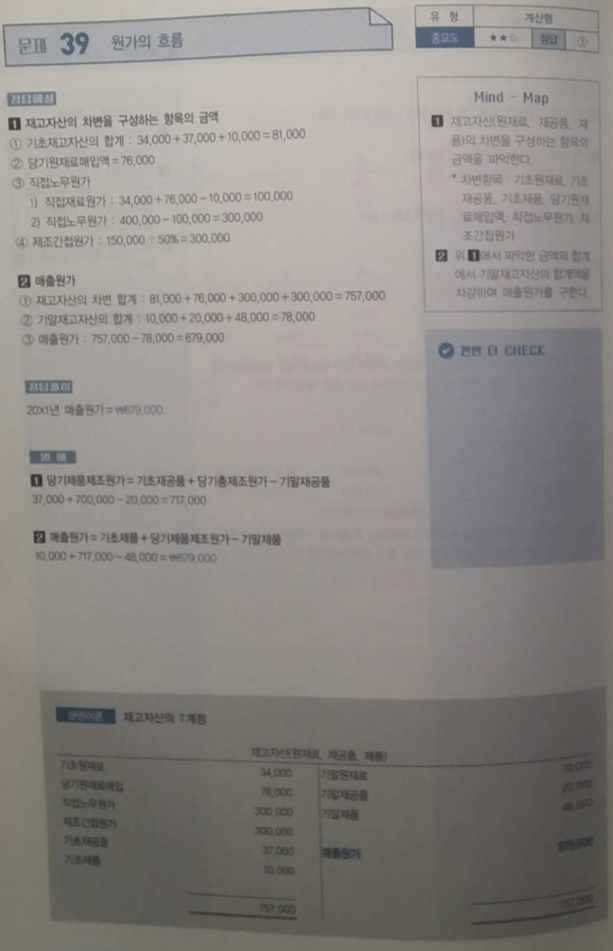 문제 39 원가의 흐름
유 형 계산형
중요도 ★★☆ 정답 ①
정답해설
1 재고자산의 차변을 구성하는 항목의 금액
① 기초재고자산의 합계 : 34,000+37,000+10,000=81,000
② 당기원재료매입액=76,000
③ 직접노무원가
1) 직접재료원가 : 34,000+76,000-10,000=100,000
2) 직접노무원가 : 400,000-100,000=300,000
④ 제조간접원가 : 150,000÷50%=300,000
2 매출원가
① 재고자산의 차변 합계 : 81,000+76,000+300,000+300,000=757,000
② 기말재고자산의 합계 : 10,000+20,000+48,000=78,000
③ 매출원가 : 757,000-78,000=679,000
정답풀이
20X1년 매출원가=₩679,000
별 해
1 당기제품제조원가=기초재공품+당기총제조원가-기말재공품
37,000+700,000-20,000=717,000
2 매출원가=기초제품+당기제품제조원가-기말제품
10,000+717,000-48,000=₩679,000
Mind - Map
1 재고자산(원재료, 재공품, 제
품)의 차변을 구성하는 항목의
금액을 파악한다.
* 차변항목 : 기초원재료, 기초
재공품, 기초제품, 당기원재
료매입액, 직접노무원가, 제
조간접원가
2 위 1에서 파악한 금액의 합계
에서 기말재고자산의 합계액을
차감하여 매출원가를 구한다.
한번 더 CHECK
관련이론 재고자산의 T계정
재고자산(원재료, 재공품, 제품)
기초원재료 34,000 기말원재료 10,000
당기원재료매입 76,000 기말재공품 20,000
직접노무원가 300,000 기말제품 48,000
제조간접원가 300,000
기초재공품 37,000 매출원가 679,000
기초제품 10,000
757,000 757,000